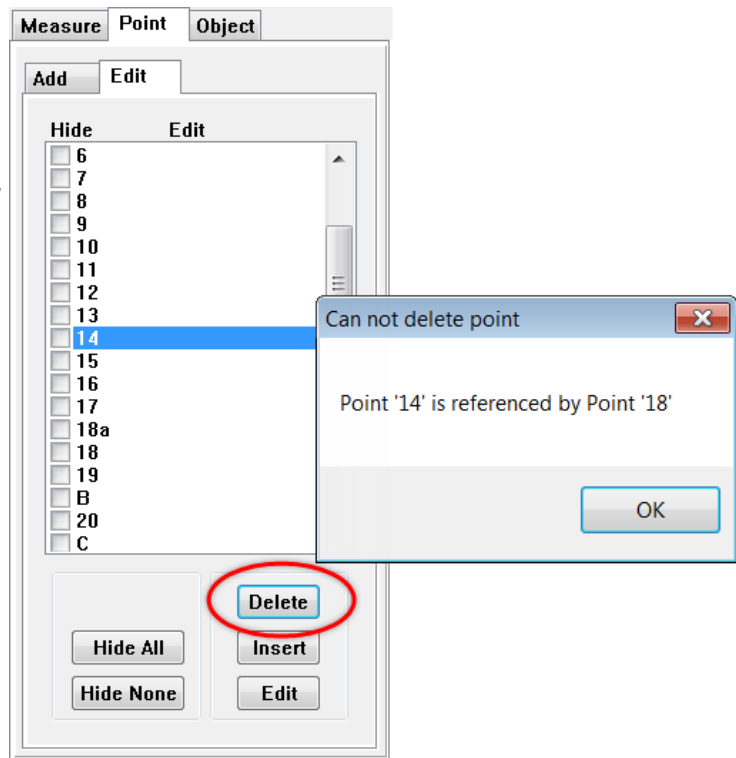 Measure Point Object
Add Edit
Hide Edit
6
7
8
9
10
11
12
13
14
15
16
17
18a
18
19
B
20
C
Can not delete point
Point '14' is referenced by Point '18'
OK
Delete
Hide All Insert
Hide None Edit